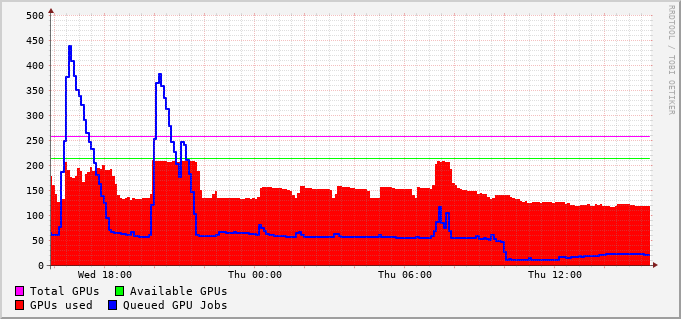 500
450
400
350
300
250
200
150
100
50
0
Wed 18:00 Thu 00:00 Thu 06:00 Thu 12:00
Total GPUs Available GPUs
GPUs used Queued GPU Jobs
RRDTOOL / TOBI OETIKER